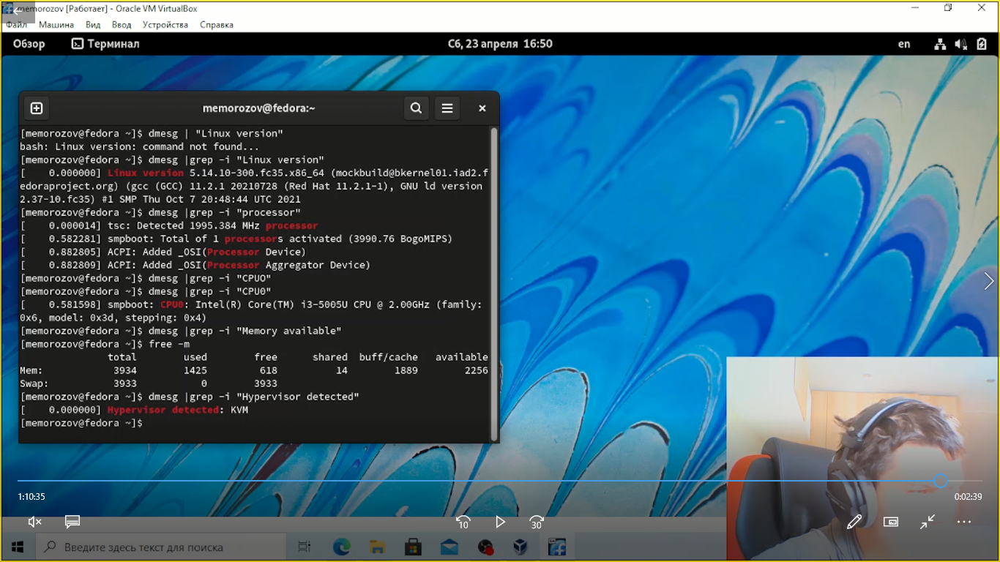 memorozov [Работает] - Oracle VM VirtualBox
Файл Машина Вид Ввод Устройства Справка
Обзор Терминал Сб, 23 апреля 16:50 en
memorozov@fedora:~
[memorozov@fedora ~]$ dmesg | "Linux version"
bash: Linux version: command not found...
[memorozov@fedora ~]$ dmesg |grep -i "Linux version"
[    0.000000] Linux version 5.14.10-300.fc35.x86_64 (mockbuild@bkernel01.iad2.f
edoraproject.org) (gcc (GCC) 11.2.1 20210728 (Red Hat 11.2.1-1), GNU ld version
2.37-10.fc35) #1 SMP Thu Oct 7 20:48:44 UTC 2021
[memorozov@fedora ~]$ dmesg |grep -i "processor"
[    0.000014] tsc: Detected 1995.384 MHz processor
[    0.582281] smpboot: Total of 1 processors activated (3990.76 BogoMIPS)
[    0.882805] ACPI: Added _OSI(Processor Device)
[    0.882809] ACPI: Added _OSI(Processor Aggregator Device)
[memorozov@fedora ~]$ dmesg |grep -i "CPUO"
[memorozov@fedora ~]$ dmesg |grep -i "CPU0"
[    0.581598] smpboot: CPU0: Intel(R) Core(TM) i3-5005U CPU @ 2.00GHz (family:
0x6, model: 0x3d, stepping: 0x4)
[memorozov@fedora ~]$ dmesg |grep -i "Memory available"
[memorozov@fedora ~]$ free -m
total used free shared buff/cache available
Mem: 3934 1425 618 14 1889 2256
Swap: 3933 0 3933
[memorozov@fedora ~]$ dmesg |grep -i "Hypervisor detected"
[    0.000000] Hypervisor detected: KVM
[memorozov@fedora ~]$
1:10:35 0:02:39
10 30
Введите здесь текст для поиска